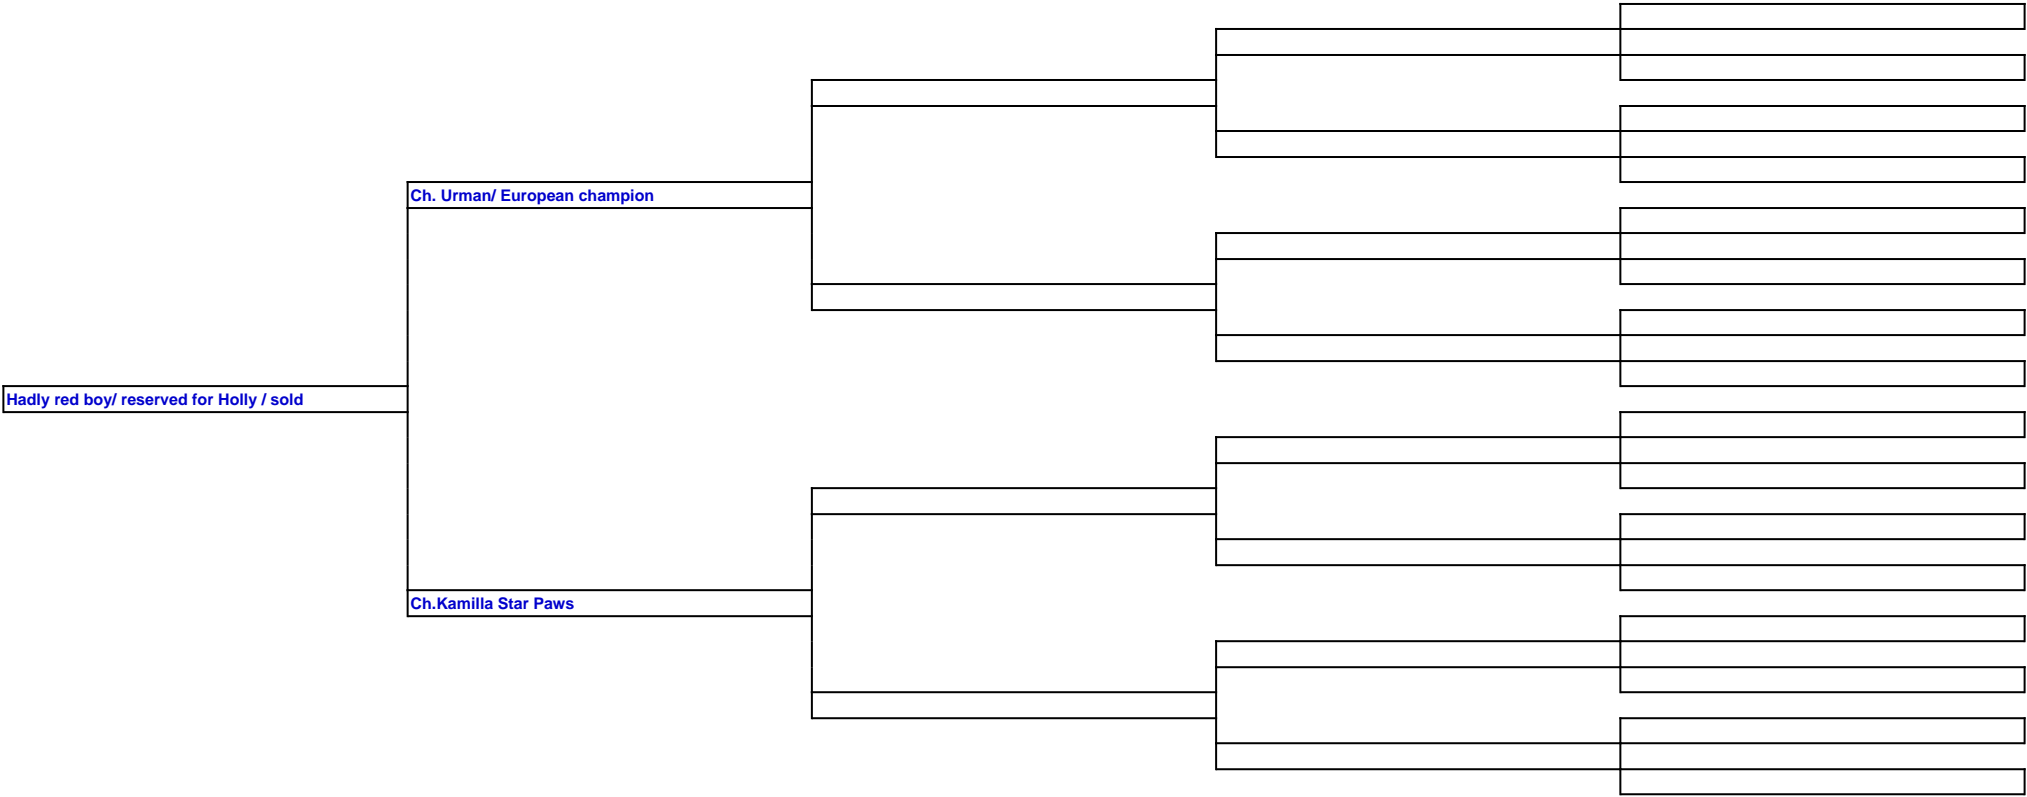 Ch. Urman/ European champion
Hadly red boy/ reserved for Holly / sold
Ch.Kamilla Star Paws